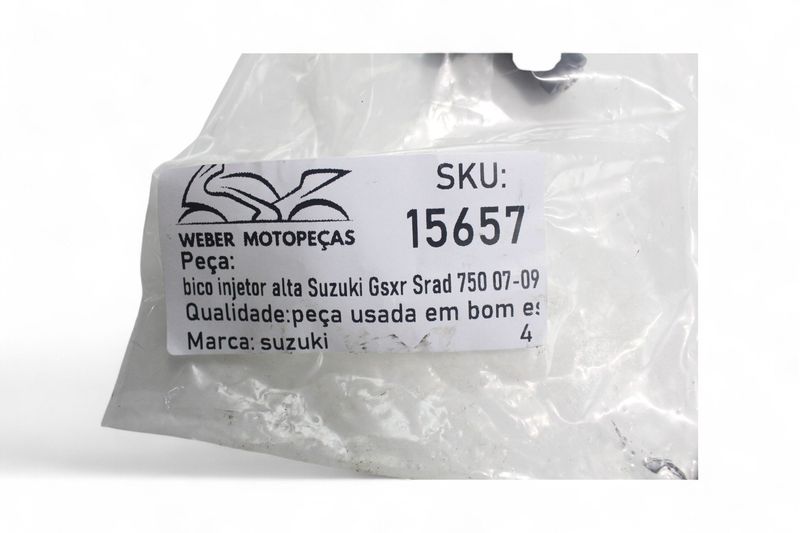 SKU:
15657
WEBER MOTOPEÇAS
Peça:
bico injetor alta Suzuki Gsxr Srad 750 07-09
Qualidade:peça usada em bom es
Marca: suzuki 4